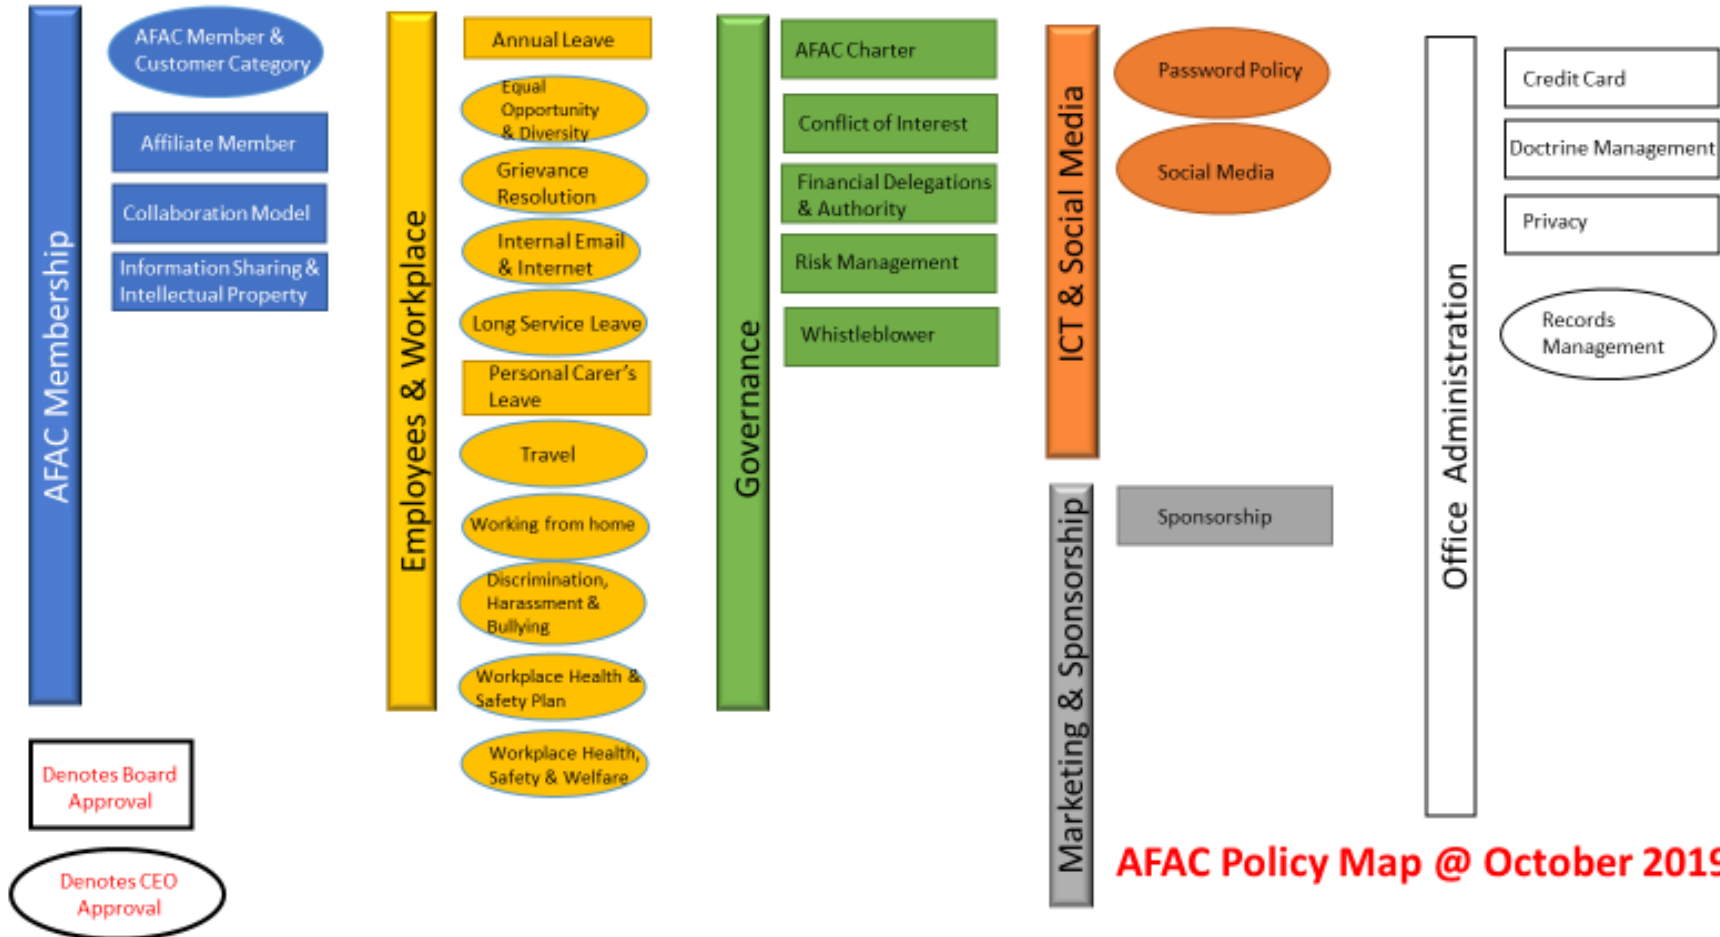 AFAC Membership
AFAC Member &
Customer Category
Affiliate Member
Collaboration Model
Information Sharing &
Intellectual Property
Employees & Workplace
Annual Leave
Equal
Opportunity
& Diversity
Grievance
Resolution
Internal Email
& Internet
Long Service Leave
Personal Carer's
Leave
Travel
Working from home
Discrimination,
Harassment &
Bullying
Workplace Health &
Safety Plan
Workplace Health,
Safety & Welfare
Governance
AFAC Charter
Conflict of Interest
Financial Delegations
& Authority
Risk Management
Whistleblower
ICT & Social Media
Password Policy
Social Media
Marketing & Sponsorship
Sponsorship
Office Administration
Credit Card
Doctrine Management
Privacy
Records
Management
Denotes Board
Approval
Denotes CEO
Approval
AFAC Policy Map @ October 2019